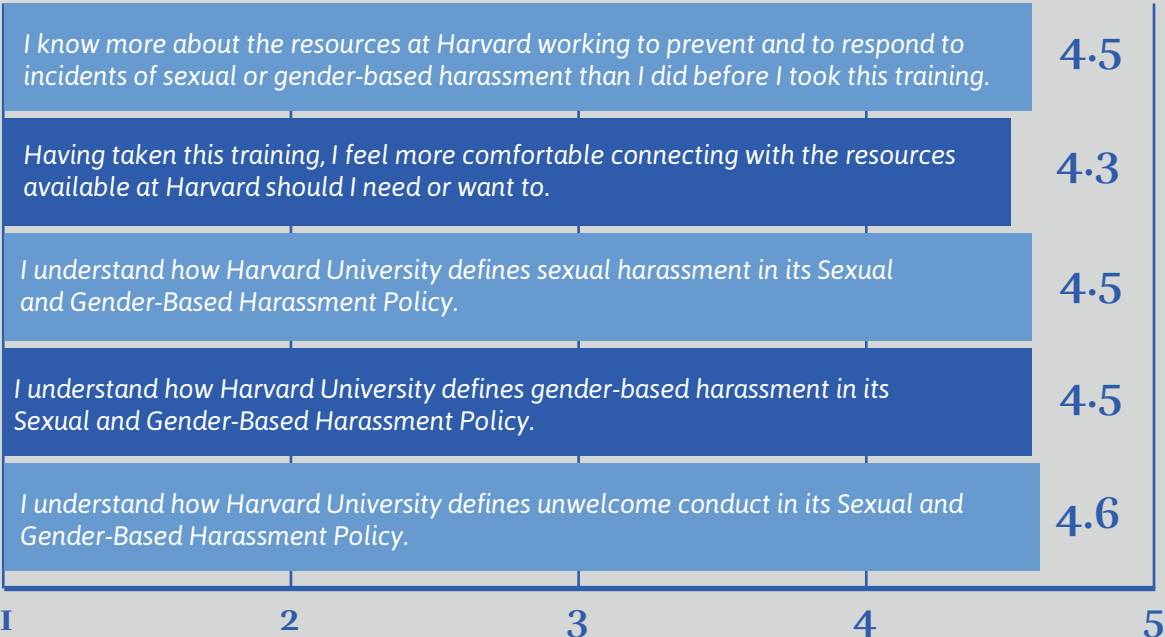 I know more about the resources at Harvard working to prevent and to respond to
incidents of sexual or gender-based harassment than I did before I took this training.
4.5
Having taken this training, I feel more comfortable connecting with the resources
available at Harvard should I need or want to.
4.3
I understand how Harvard University defines sexual harassment in its Sexual
and Gender-Based Harassment Policy.
4.5
I understand how Harvard University defines gender-based harassment in its
Sexual and Gender-Based Harassment Policy.
4.5
I understand how Harvard University defines unwelcome conduct in its Sexual and
Gender-Based Harassment Policy.
4.6
1 2 3 4 5